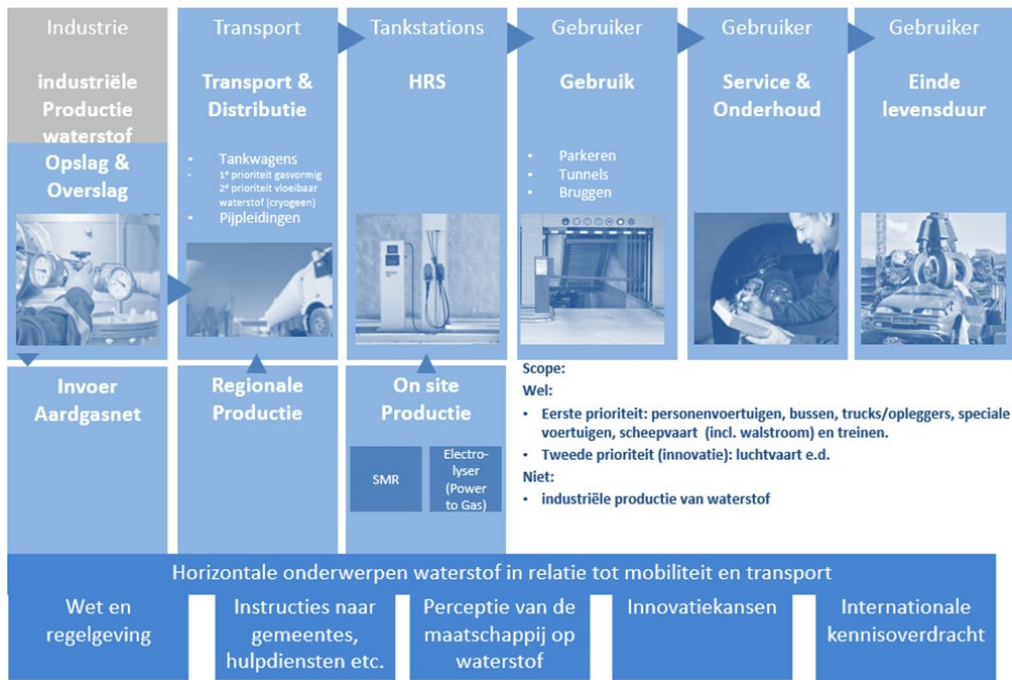 Industrie
industriële
Productie
waterstof
Opslag &
Overslag
Transport
Transport &
Distributie
• Tankwagens
• 1ᵉ prioriteit gasvormig
2ᵉ prioriteit vloeibaar
waterstof (cryogeen)
• Pijpleidingen
Tankstations
HRS
Gebruiker
Gebruik
• Parkeren
• Tunnels
• Bruggen
Gebruiker
Service &
Onderhoud
Gebruiker
Einde
levensduur
Invoer
Aardgasnet
Regionale
Productie
On site
Productie
SMR
Electro-
lyser
(Power
to Gas)
Scope:
Wel:
• Eerste prioriteit: personenvoertuigen, bussen, trucks/opleggers, speciale
voertuigen, scheepvaart (incl. walstroom) en treinen.
• Tweede prioriteit (innovatie): luchtvaart e.d.
Niet:
• industriële productie van waterstof
Horizontale onderwerpen waterstof in relatie tot mobiliteit en transport
Wet en
regelgeving
Instructies naar
gemeentes,
hulpdiensten etc.
Perceptie van de
maatschappij op
waterstof
Innovatiekansen
Internationale
kennisoverdracht